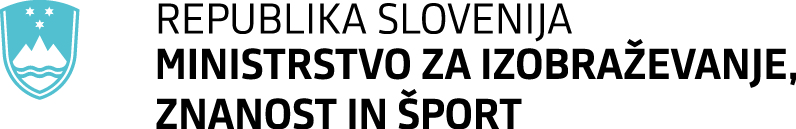 REPUBLIKA SLOVENIJA
MINISTRSTVO ZA IZOBRAŽEVANJE,
ZNANOST IN ŠPORT